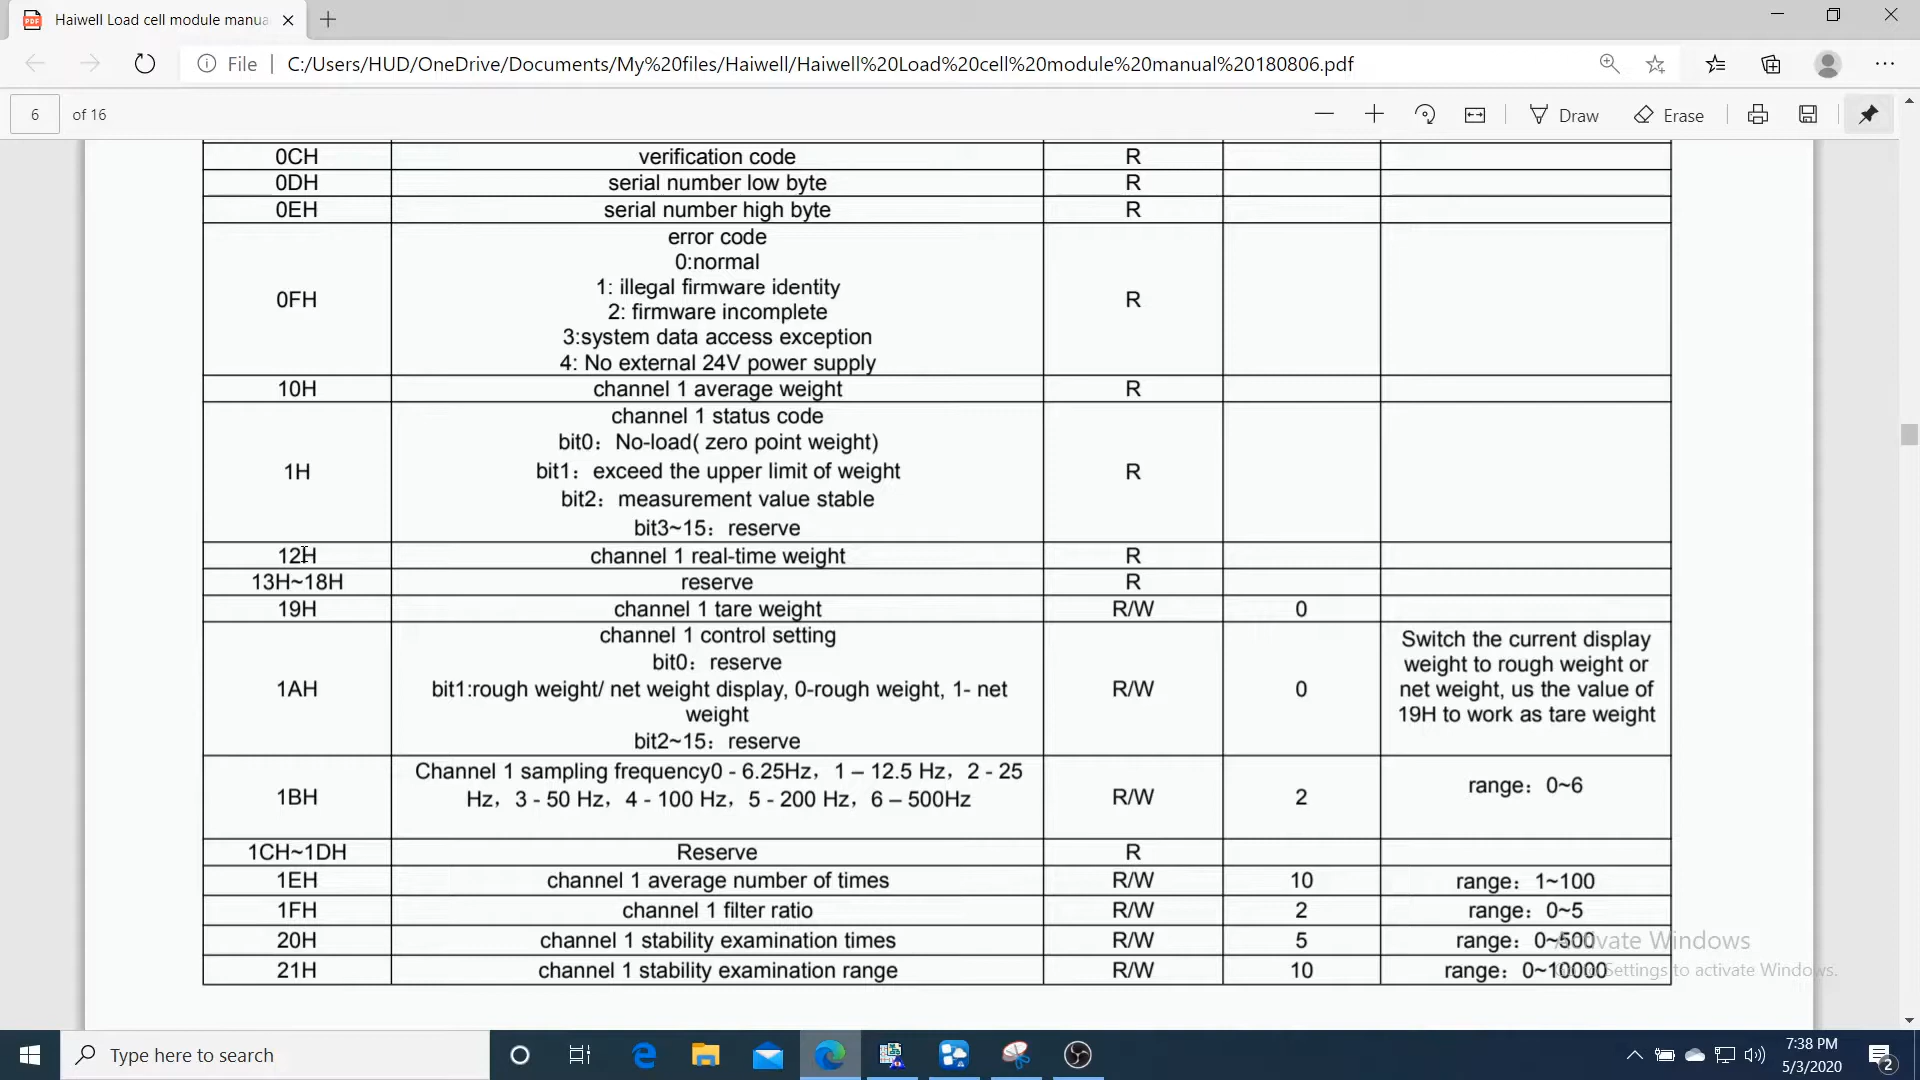 Haiwell Load cell module manua
File
C:/Users/HUD/OneDrive/Documents/My%20files/Haiwell/Haiwell%20Load%20cell%20module%20manual%20180806.pdf
6 of 16
Draw
Erase
0CH verification code R
0DH serial number low byte R
0EH serial number high byte R
error code
0:normal
1: illegal firmware identity
0FH R
2: firmware incomplete
3:system data access exception
4: No external 24V power supply
10H channel 1 average weight R
channel 1 status code
bit0：No-load( zero point weight)
1H bit1：exceed the upper limit of weight R
bit2：measurement value stable
bit3~15：reserve
12H channel 1 real-time weight R
13H~18H reserve R
19H channel 1 tare weight R/W 0
channel 1 control setting Switch the current display
bit0：reserve weight to rough weight or
1AH bit1:rough weight/ net weight display, 0-rough weight, 1- net R/W 0 net weight, us the value of
weight 19H to work as tare weight
bit2~15：reserve
Channel 1 sampling frequency0 - 6.25Hz，1 – 12.5 Hz，2 - 25 range：0~6
1BH Hz，3 - 50 Hz，4 - 100 Hz，5 - 200 Hz，6 – 500Hz R/W 2
1CH~1DH Reserve R
1EH channel 1 average number of times R/W 10 range：1~100
1FH channel 1 filter ratio R/W 2 range：0~5
20H channel 1 stability examination times R/W 5 range：0~500
21H channel 1 stability examination range R/W 10 range：0~10000
Activate Windows
Go to Settings to activate Windows.
Type here to search
7:38 PM
5/3/2020
2